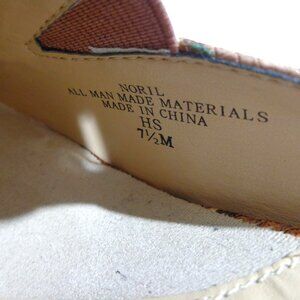 NORIL
ALL MAN MADE MATERIALS
MADE IN CHINA
HS
7½M